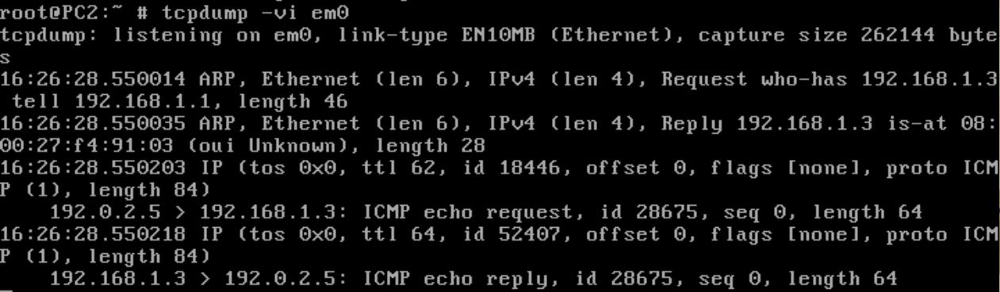 root@PC2:~ # tcpdump -vi em0
tcpdump: listening on em0, link-type EN10MB (Ethernet), capture size 262144 byte
s
16:26:28.550014 ARP, Ethernet (len 6), IPv4 (len 4), Request who-has 192.168.1.3
 tell 192.168.1.1, length 46
16:26:28.550035 ARP, Ethernet (len 6), IPv4 (len 4), Reply 192.168.1.3 is-at 08:
00:27:f4:91:03 (oui Unknown), length 28
16:26:28.550203 IP (tos 0x0, ttl 62, id 18446, offset 0, flags [none], proto ICM
P (1), length 84)
    192.0.2.5 > 192.168.1.3: ICMP echo request, id 28675, seq 0, length 64
16:26:28.550218 IP (tos 0x0, ttl 64, id 52407, offset 0, flags [none], proto ICM
P (1), length 84)
    192.168.1.3 > 192.0.2.5: ICMP echo reply, id 28675, seq 0, length 64